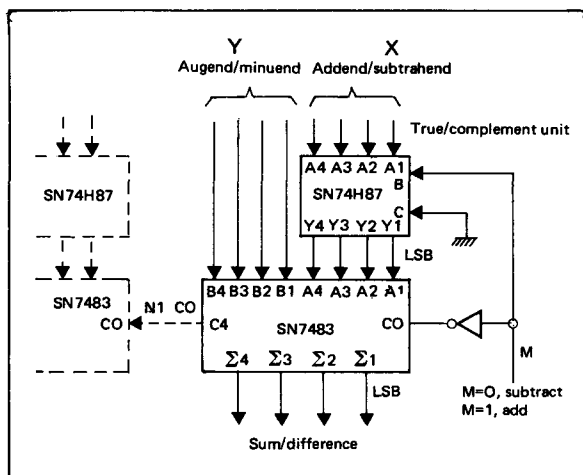 Y
X
Augend/minuend
Addend/subtrahend
True/complement unit
A4 A3 A2 A1
B
SN74H87
SN74H87
C
Y4 Y3 Y2 Y1
LSB
B4 B3 B2 B1 A4 A3 A2 A1
SN7483
CO
N1 CO
C4
SN7483
CO
Σ4 Σ3 Σ2 Σ1
M
LSB
M=O, subtract
M=1, add
Sum/difference